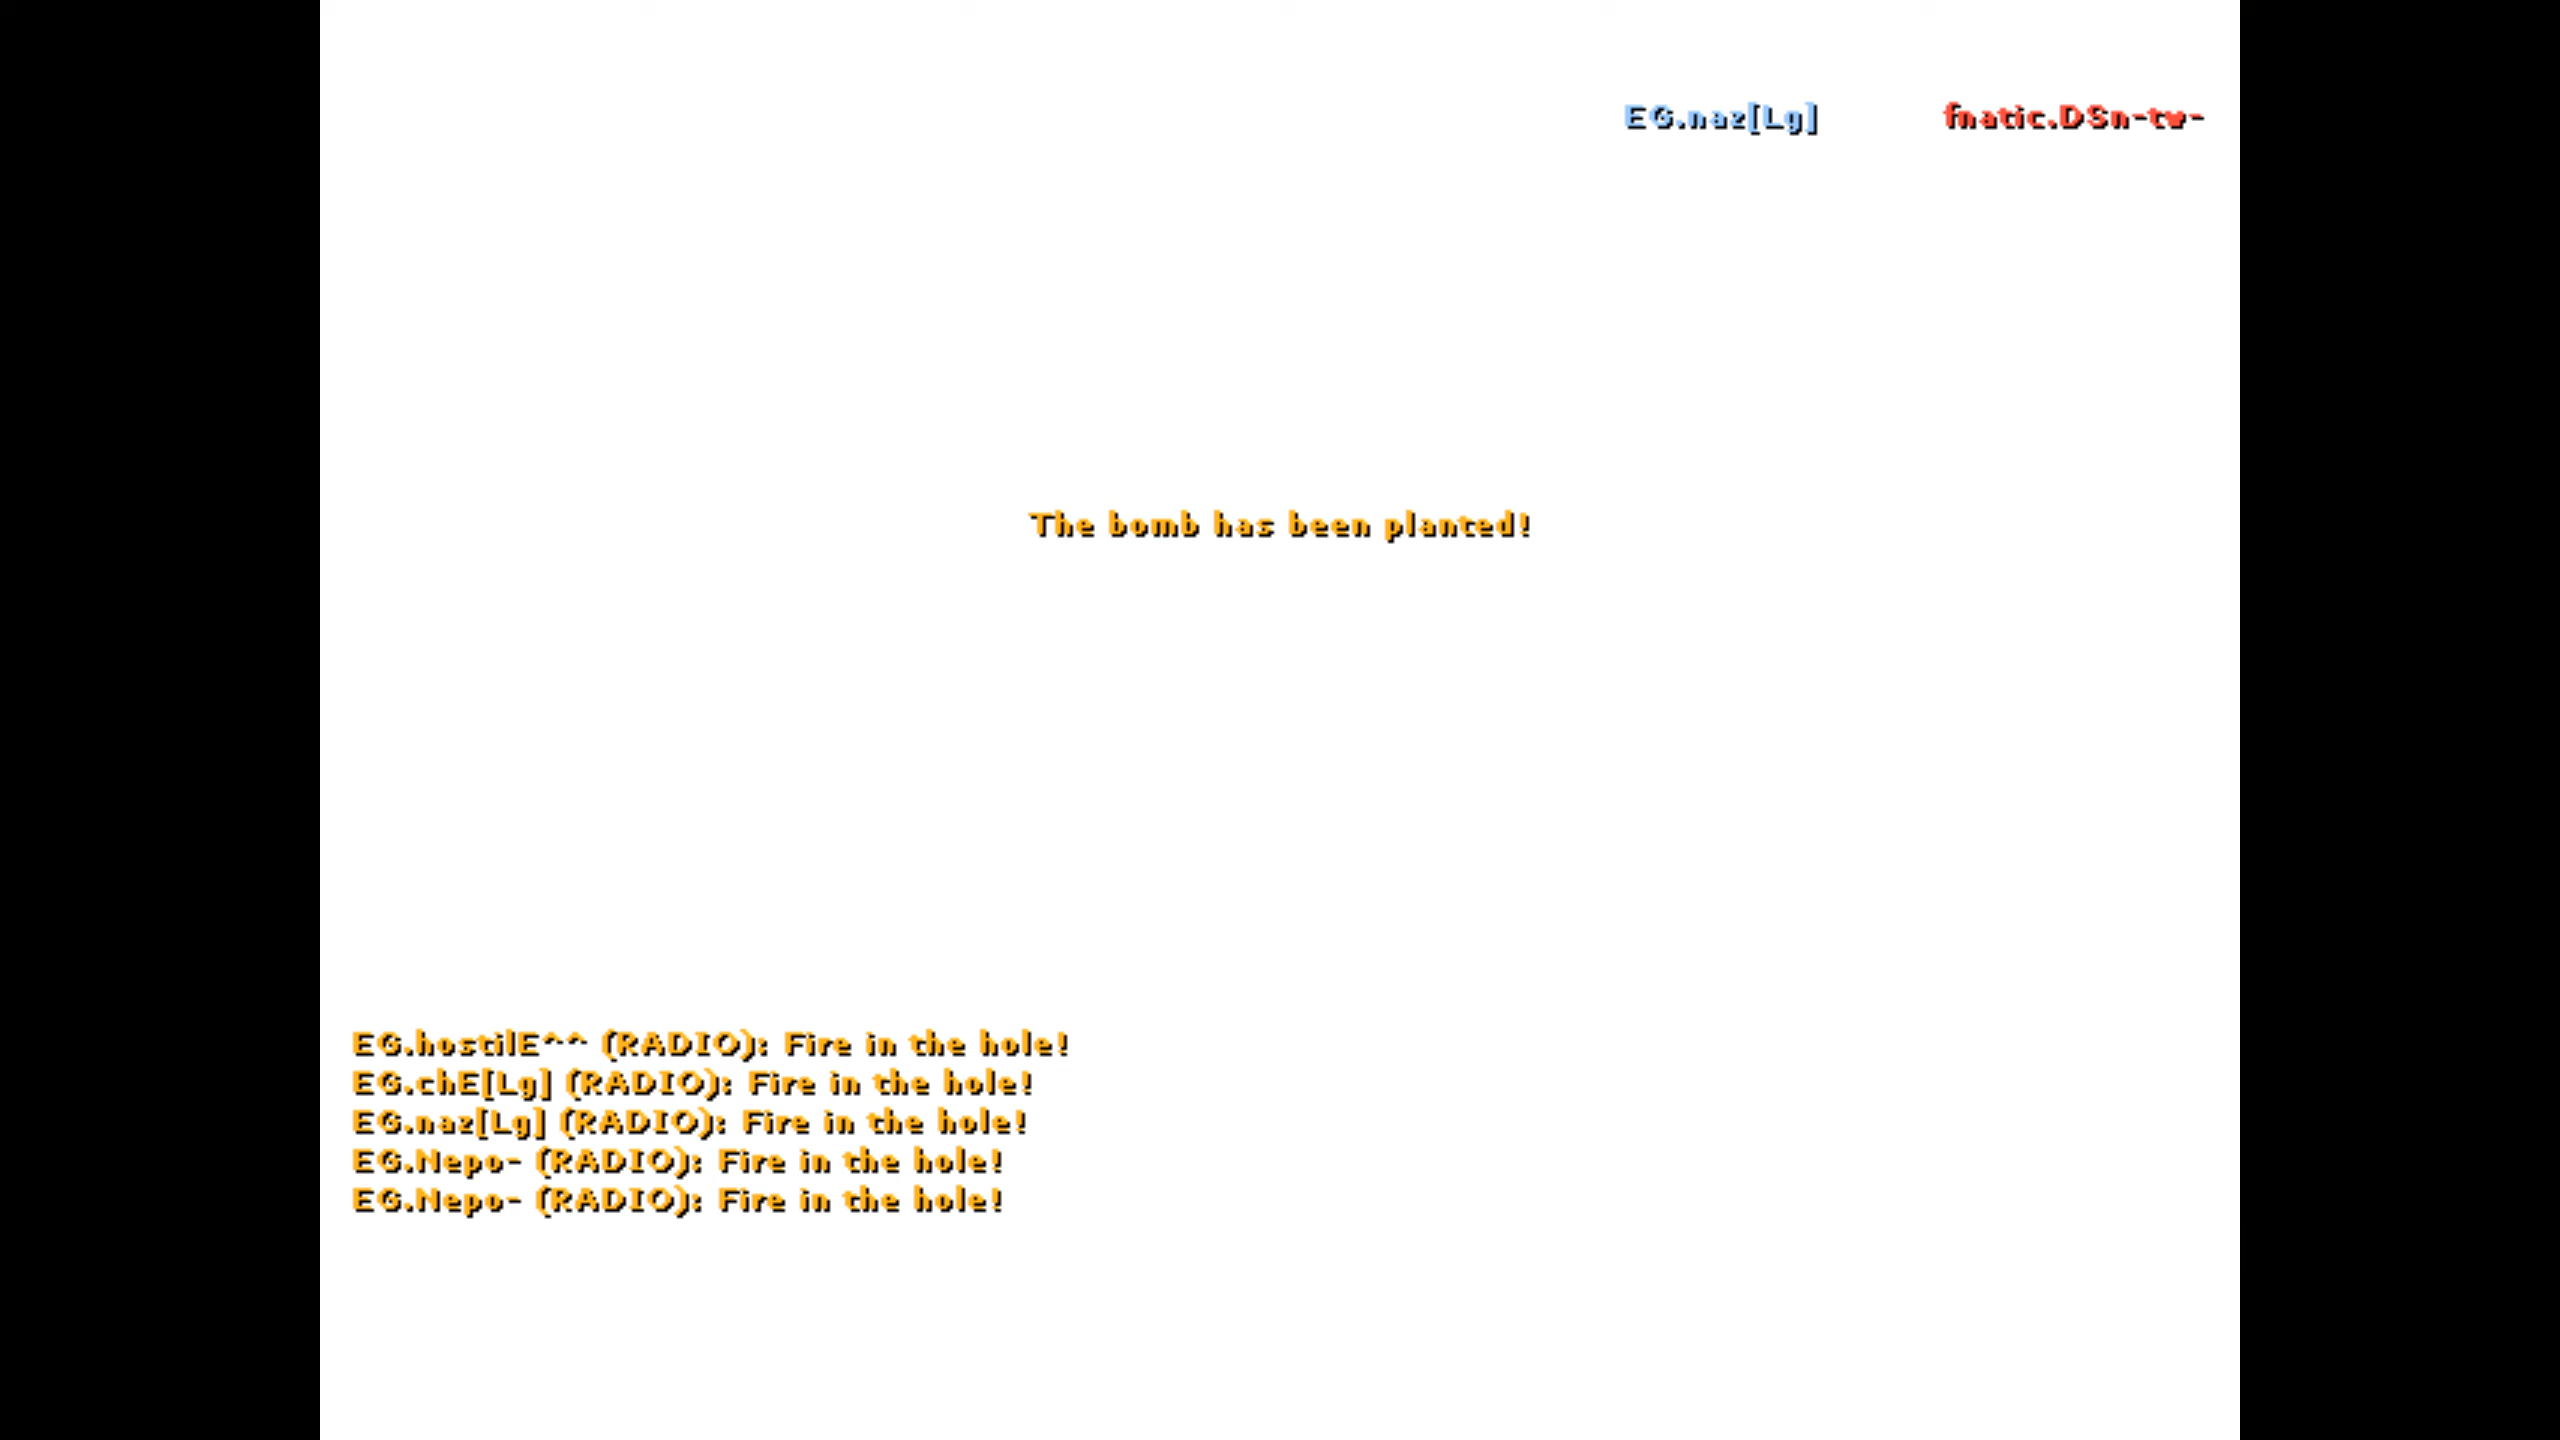 EG.naz[Lg] fnatic.DSn-tw-
The bomb has been planted!
EG.hostilE^^ (RADIO): Fire in the hole!
EG.chE[Lg] (RADIO): Fire in the hole!
EG.naz[Lg] (RADIO): Fire in the hole!
EG.Nepo- (RADIO): Fire in the hole!
EG.Nepo- (RADIO): Fire in the hole!